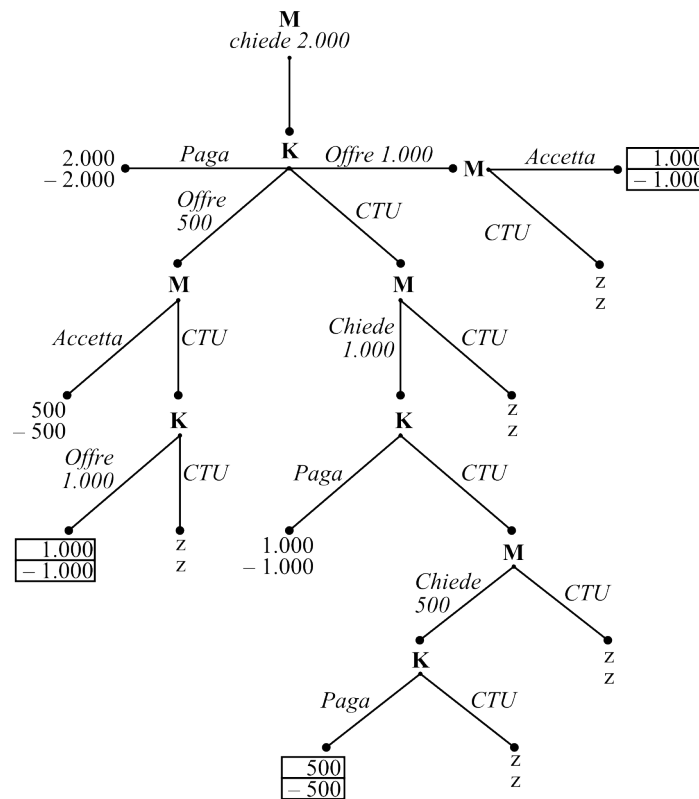 M
chiede 2.000
2.000
– 2.000
Paga
K
Offre 1.000
M
Accetta
1.000
– 1.000
Offre
500
CTU
CTU
z
z
M
M
Accetta
CTU
Chiede
1.000
CTU
500
– 500
K
K
z
z
Offre
1.000
CTU
Paga
CTU
1.000
– 1.000
z
z
1.000
– 1.000
M
Chiede
500
CTU
K
z
z
Paga
CTU
500
– 500
z
z